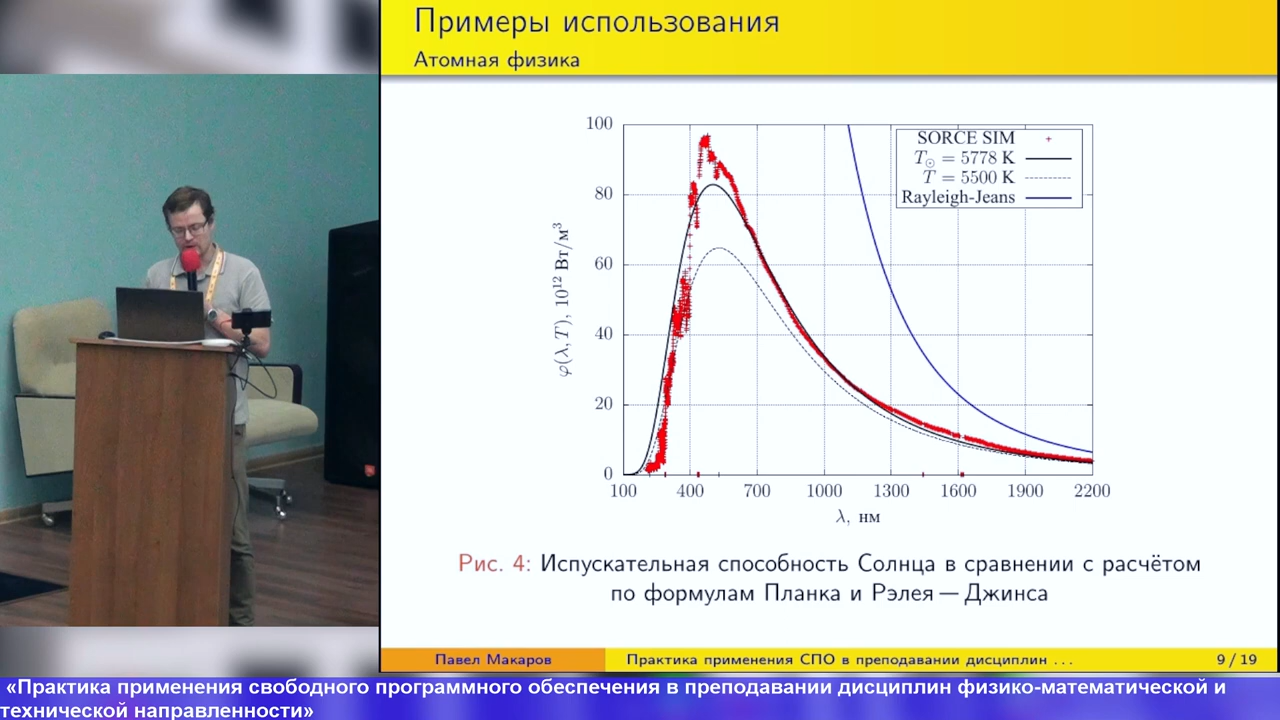 Примеры использования
Атомная физика
φ(λ, T), 10¹² Вт/м³
100
80
60
40
20
0
SORCE SIM
T☉ = 5778 K
T = 5500 K
Rayleigh-Jeans
100 400 700 1000 1300 1600 1900 2200
λ, нм
Рис. 4: Испускательная способность Солнца в сравнении с расчётом
по формулам Планка и Рэлея — Джинса
Павел Макаров Практика применения СПО в преподавании дисциплин ... 9 / 19
«Практика применения свободного программного обеспечения в преподавании дисциплин физико-математической и
технической направленности»